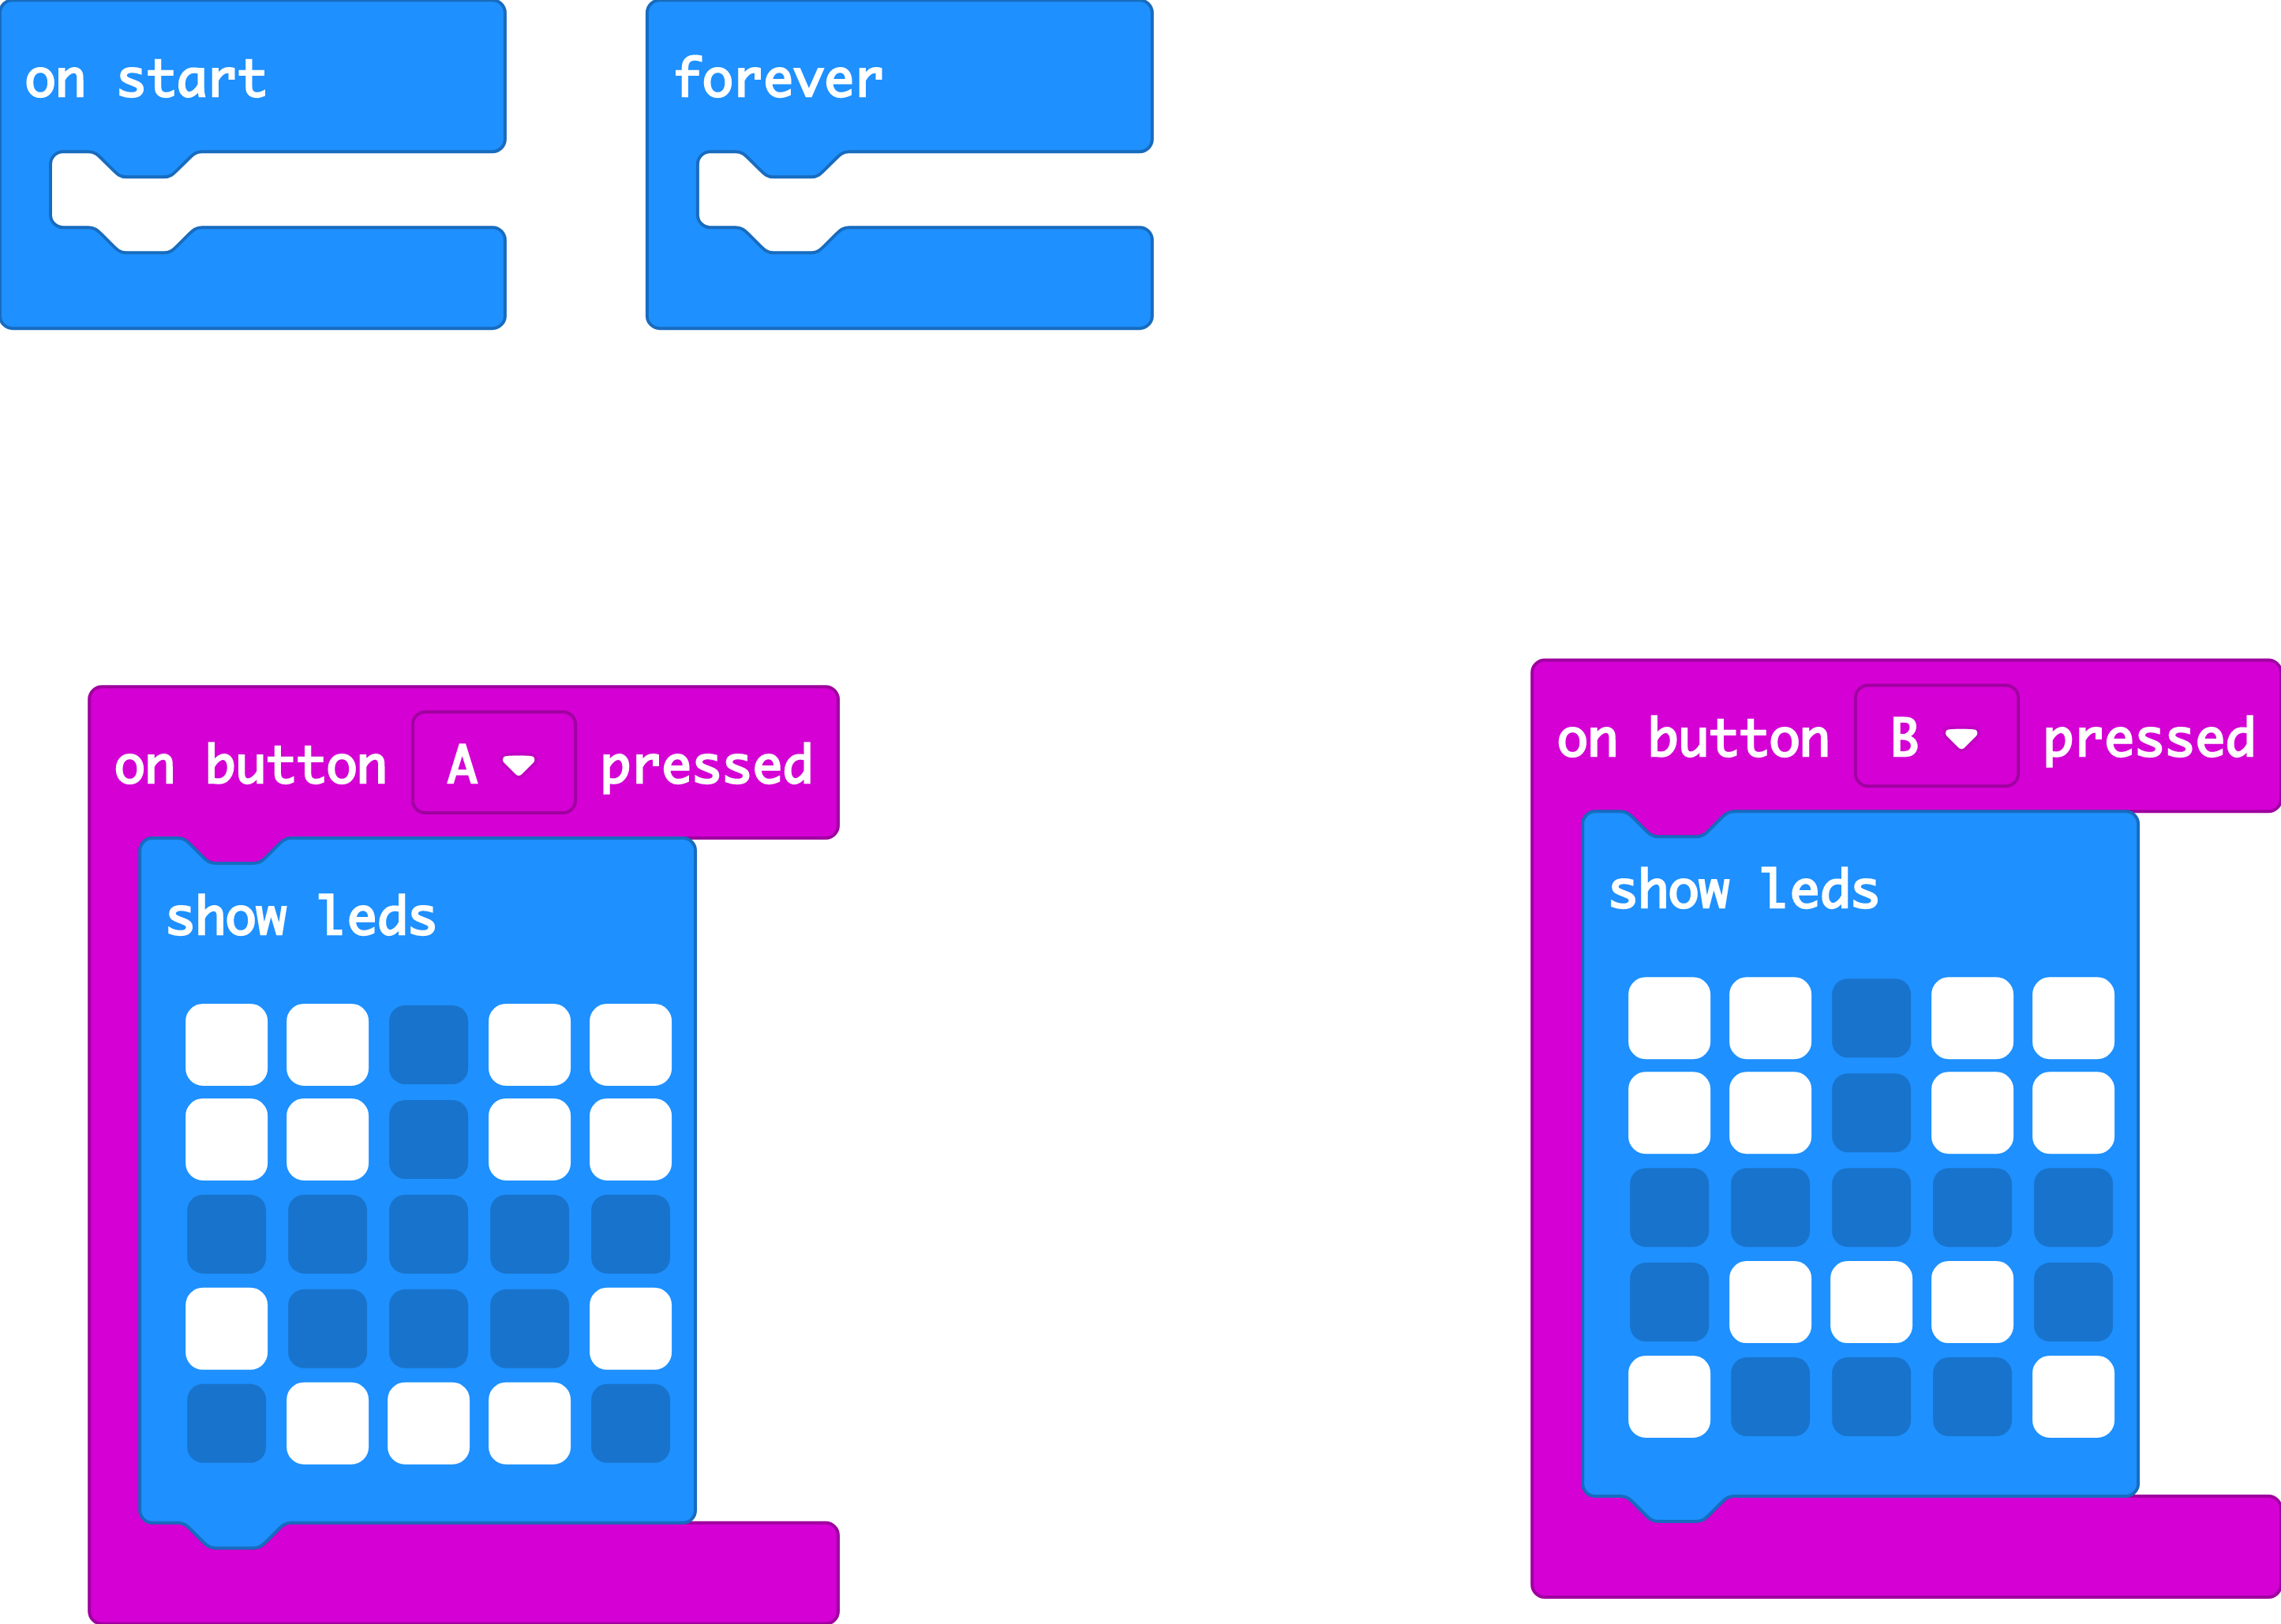 on start
forever
on button A pressed
show leds
on button B pressed
show leds